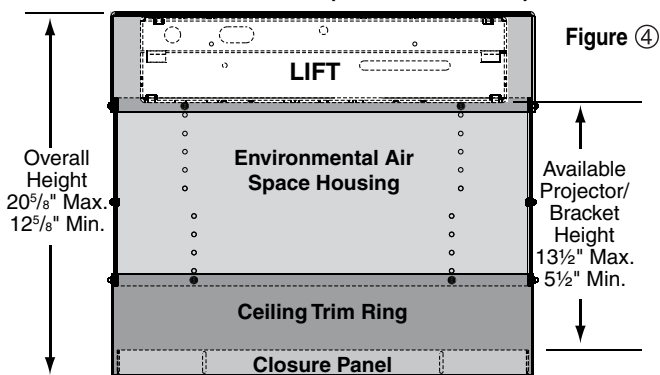 Figure ④
LIFT
Overall
Height
20⁵/₈" Max.
12⁵/₈" Min.
Environmental Air
Space Housing
Available
Projector/
Bracket
Height
13½" Max.
5½" Min.
Ceiling Trim Ring
Closure Panel